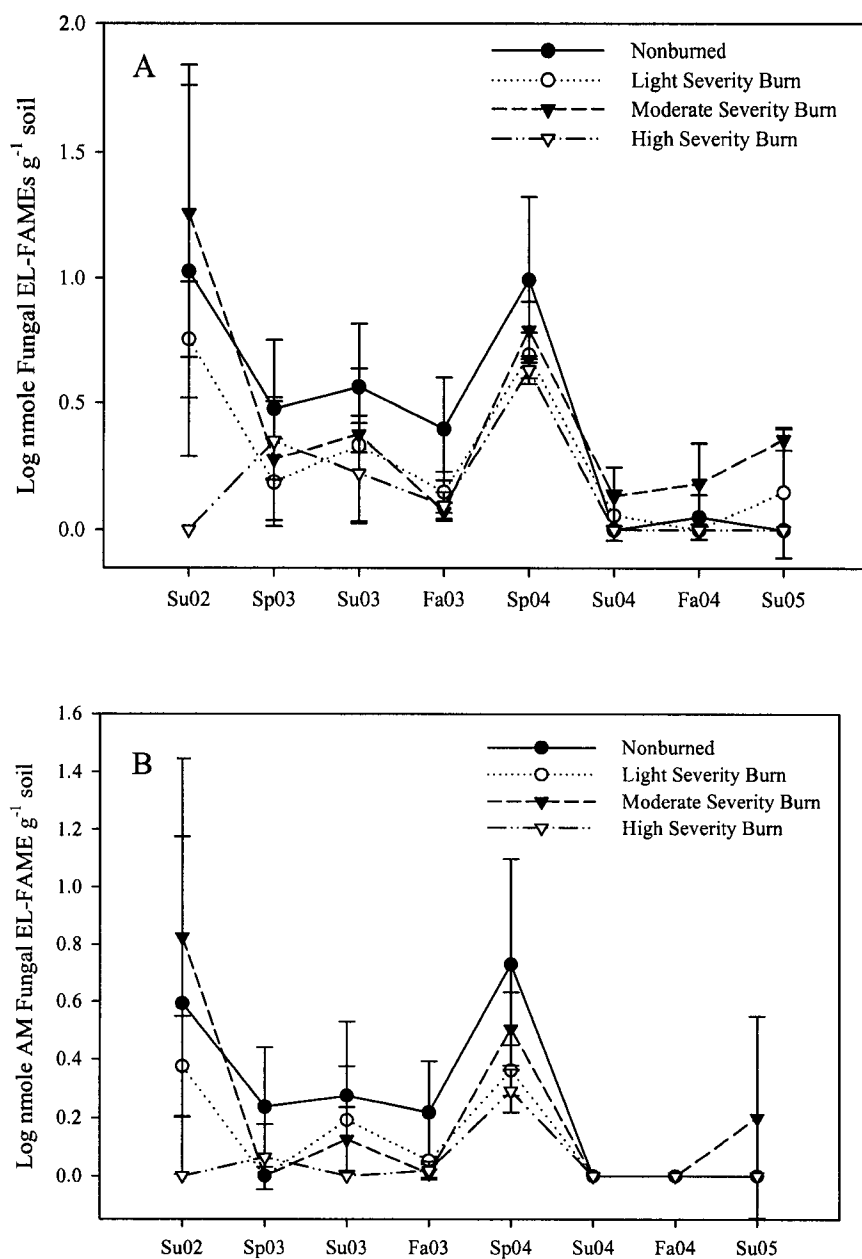 2.0
A
Nonburned
Light Severity Burn
Moderate Severity Burn
High Severity Burn
1.5
1.0
0.5
0.0
Log nmole Fungal EL-FAMEs g⁻¹ soil
Su02 Sp03 Su03 Fa03 Sp04 Su04 Fa04 Su05
1.6
B
Nonburned
Light Severity Burn
Moderate Severity Burn
High Severity Burn
1.4
1.2
1.0
0.8
0.6
0.4
0.2
0.0
Log nmole AM Fungal EL-FAME g⁻¹ soil
Su02 Sp03 Su03 Fa03 Sp04 Su04 Fa04 Su05